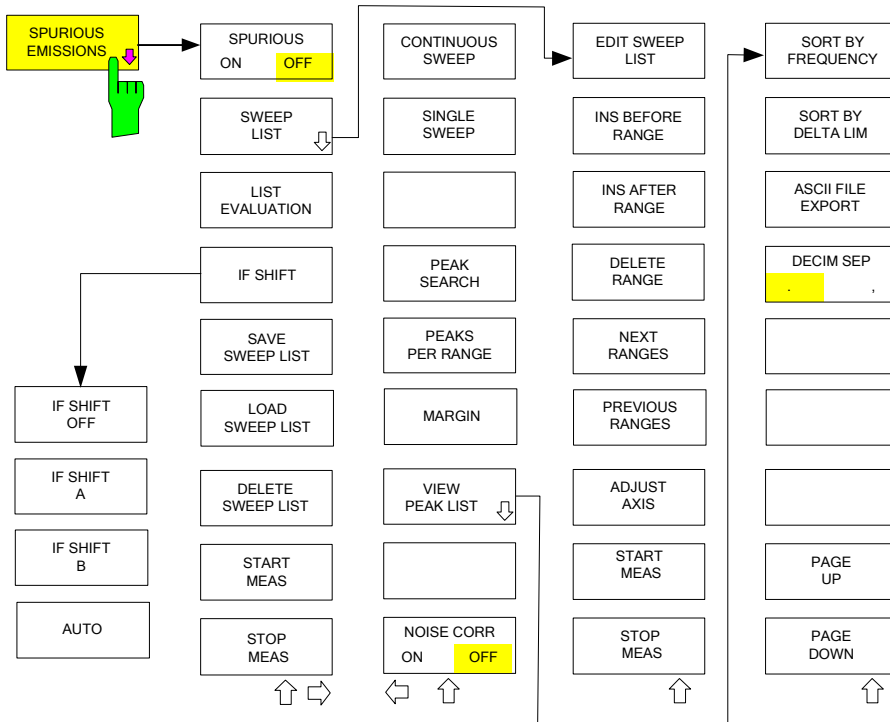 SPURIOUS
EMISSIONS
SPURIOUS
ON OFF
SWEEP
LIST
LIST
EVALUATION
IF SHIFT
SAVE
SWEEP LIST
LOAD
SWEEP LIST
DELETE
SWEEP LIST
START
MEAS
STOP
MEAS
IF SHIFT
OFF
IF SHIFT
A
IF SHIFT
B
AUTO
CONTINUOUS
SWEEP
SINGLE
SWEEP
PEAK
SEARCH
PEAKS
PER RANGE
MARGIN
VIEW
PEAK LIST
NOISE CORR
ON OFF
EDIT SWEEP
LIST
INS BEFORE
RANGE
INS AFTER
RANGE
DELETE
RANGE
NEXT
RANGES
PREVIOUS
RANGES
ADJUST
AXIS
START
MEAS
STOP
MEAS
SORT BY
FREQUENCY
SORT BY
DELTA LIM
ASCII FILE
EXPORT
DECIM SEP
. ,
PAGE
UP
PAGE
DOWN